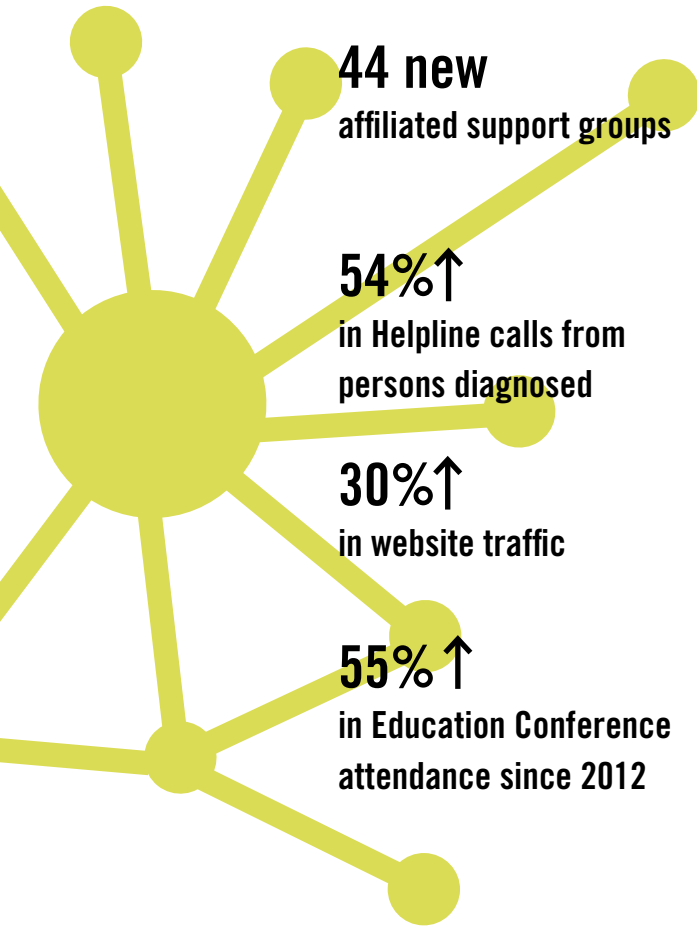 44 new
affiliated support groups
54%↑
in Helpline calls from
persons diagnosed
30%↑
in website traffic
55%↑
in Education Conference
attendance since 2012